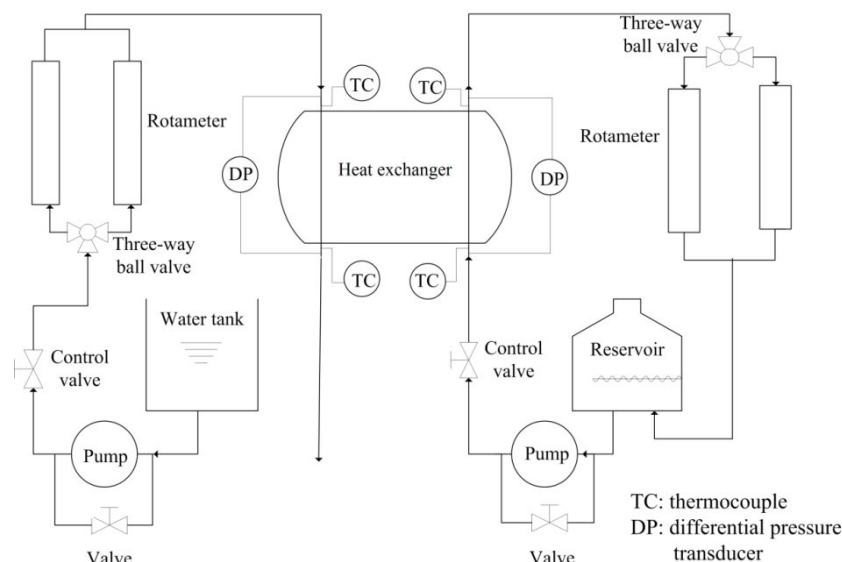 Three-way
ball valve
TC
TC
Rotameter
Rotameter
DP
Heat exchanger
DP
Three-way
ball valve
TC
TC
Water tank
Reservoir
Control
valve
Control
valve
Pump
Pump
TC: thermocouple
DP: differential pressure
transducer
Valve
Valve